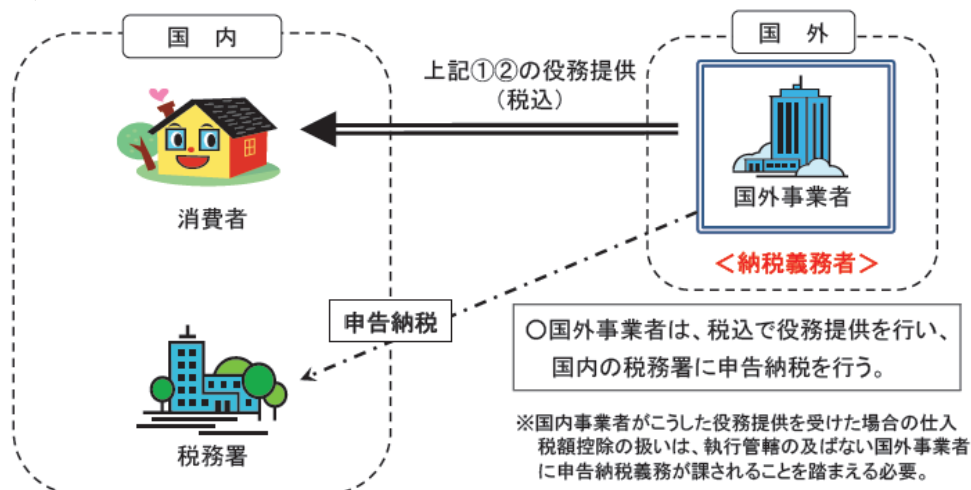 国 内
国 外
上記①②の役務提供
（税込）
国外事業者
消費者
＜納税義務者＞
申告納税
○国外事業者は、税込で役務提供を行い、
国内の税務署に申告納税を行う。
税務署
※国内事業者がこうした役務提供を受けた場合の仕入
税額控除の扱いは、執行管轄の及ばない国外事業者
に申告納税義務が課されることを踏まえる必要。